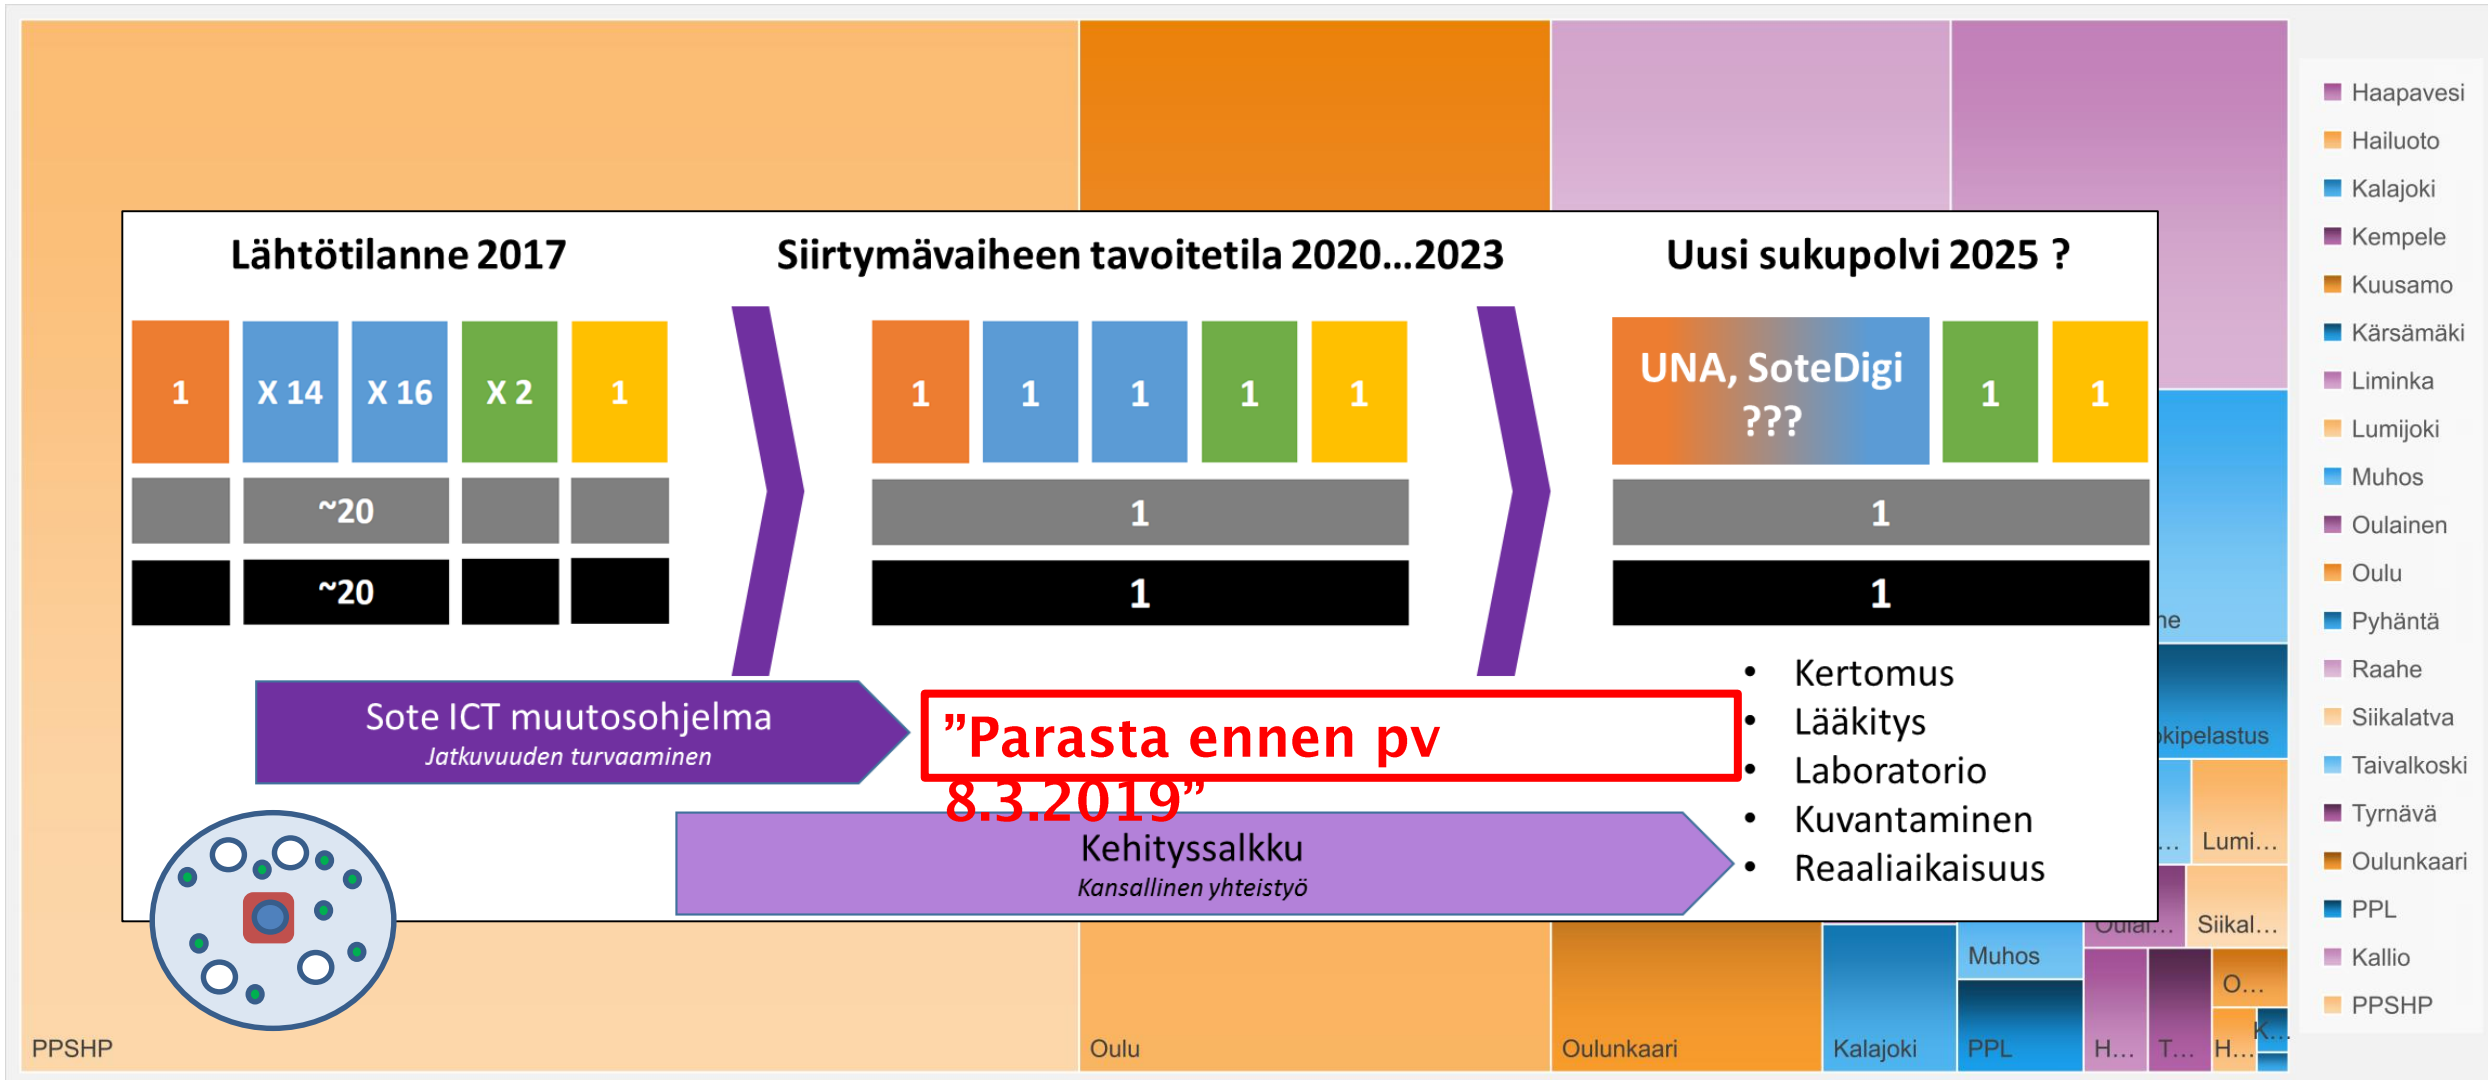 Lähtötilanne 2017
Siirtymävaiheen tavoitetila 2020...2023
Uusi sukupolvi 2025 ?
1
X 14
X 16
X 2
1
~20
~20
1
1
1
1
1
1
1
UNA, SoteDigi
???
1
1
1
1
Sote ICT muutosohjelma
Jatkuvuuden turvaaminen
”Parasta ennen pv
8.3.2019”
Kehityssalkku
Kansallinen yhteistyö
• Kertomus
• Lääkitys
• Laboratorio
• Kuvantaminen
• Reaaliaikaisuus
PPSHP
Oulu
Oulunkaari
Kalajoki
Muhos
PPL
Lumi...
Oulai...
Siikal...
H...
T...
O...
H...
K...
Haapavesi
Hailuoto
Kalajoki
Kempele
Kuusamo
Kärsämäki
Liminka
Lumijoki
Muhos
Oulainen
Oulu
Pyhäntä
Raahe
Siikalatva
Taivalkoski
Tyrnävä
Oulunkaari
PPL
Kallio
PPSHP